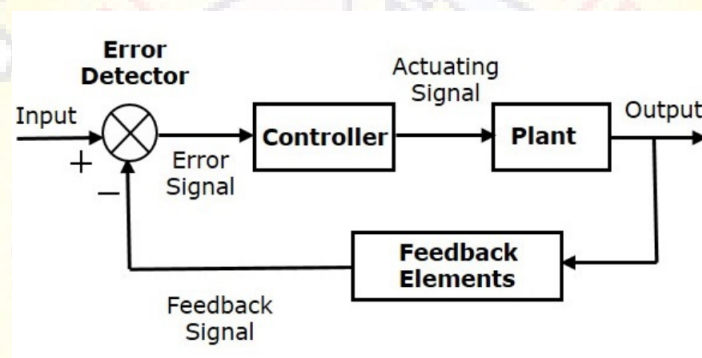 Error
Detector
Input
+
−
Error
Signal
Controller
Actuating
Signal
Plant
Output
Feedback
Elements
Feedback
Signal